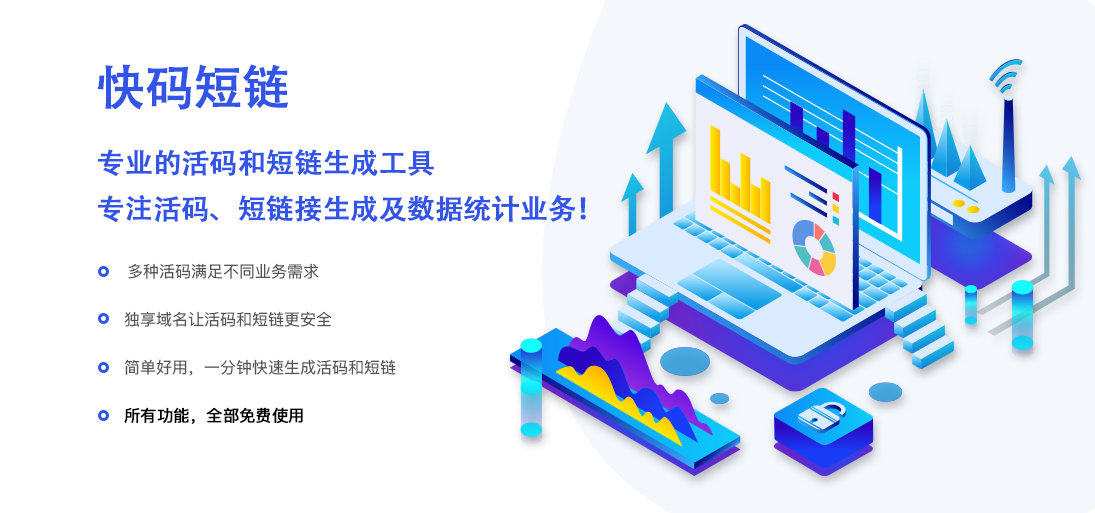 快码短链
专业的活码和短链生成工具
专注活码、短链接生成及数据统计业务！
多种活码满足不同业务需求
独享域名让活码和短链更安全
简单好用，一分钟快速生成活码和短链
所有功能，全部免费使用